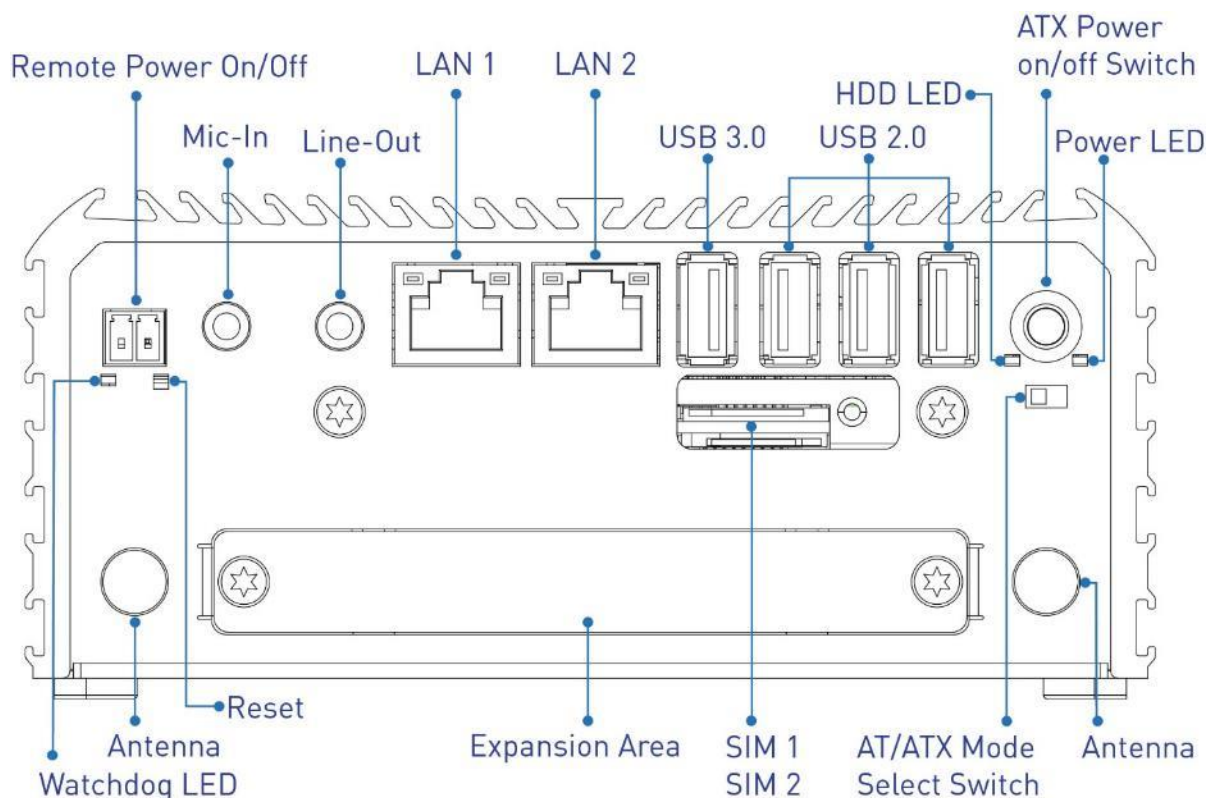 ATX Power
on/off Switch
Remote Power On/Off
LAN 1
LAN 2
HDD LED
Mic-In
Line-Out
USB 3.0
USB 2.0
Power LED
Reset
Antenna
Expansion Area
SIM 1
SIM 2
AT/ATX Mode
Select Switch
Antenna
Watchdog LED